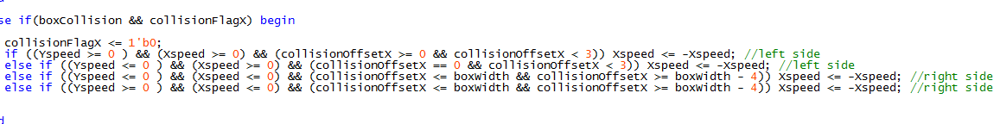 se if(boxCollision && collisionFlagX) begin
collisionFlagX <= 1'b0;
if ((Yspeed >= 0 ) && (Xspeed >= 0) && (collisionOffsetX >= 0 && collisionOffsetX < 3)) Xspeed <= -Xspeed; //left side
else if ((Yspeed <= 0 ) && (Xspeed >= 0) && (collisionOffsetX == 0 && collisionOffsetX < 3)) Xspeed <= -Xspeed; //left side
else if ((Yspeed <= 0 ) && (Xspeed <= 0) && (collisionOffsetX <= boxWidth && collisionOffsetX >= boxWidth - 4)) Xspeed <= -Xspeed; //right side
else if ((Yspeed >= 0 ) && (Xspeed <= 0) && (collisionOffsetX <= boxWidth && collisionOffsetX >= boxWidth - 4)) Xspeed <= -Xspeed; //right side